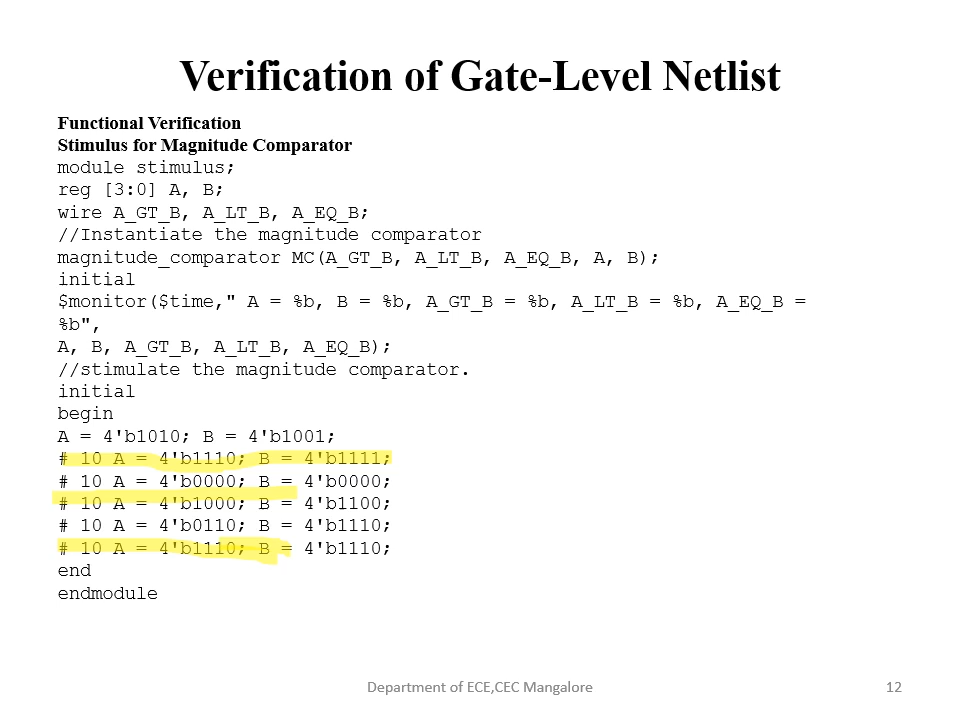 Verification of Gate-Level Netlist
Functional Verification
Stimulus for Magnitude Comparator
module stimulus;
reg [3:0] A, B;
wire A_GT_B, A_LT_B, A_EQ_B;
//Instantiate the magnitude comparator
magnitude_comparator MC(A_GT_B, A_LT_B, A_EQ_B, A, B);
initial
$monitor($time," A = %b, B = %b, A_GT_B = %b, A_LT_B = %b, A_EQ_B =
%b",
A, B, A_GT_B, A_LT_B, A_EQ_B);
//stimulate the magnitude comparator.
initial
begin
A = 4'b1010; B = 4'b1001;
# 10 A = 4'b1110; B = 4'b1111;
# 10 A = 4'b0000; B = 4'b0000;
# 10 A = 4'b1000; B = 4'b1100;
# 10 A = 4'b0110; B = 4'b1110;
# 10 A = 4'b1110; B = 4'b1110;
end
endmodule
Department of ECE,CEC Mangalore
12